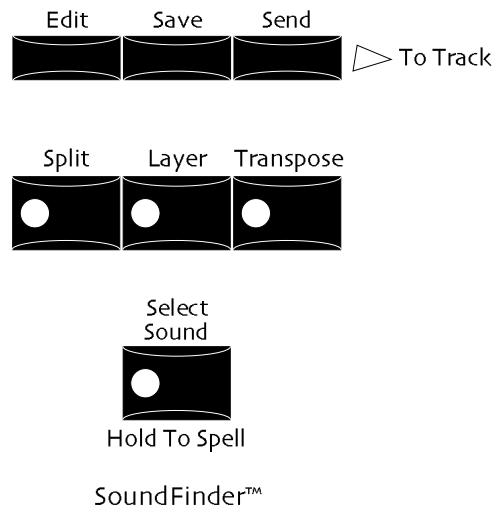 Edit Save Send
To Track
Split Layer Transpose
Select
Sound
Hold To Spell
SoundFinder™